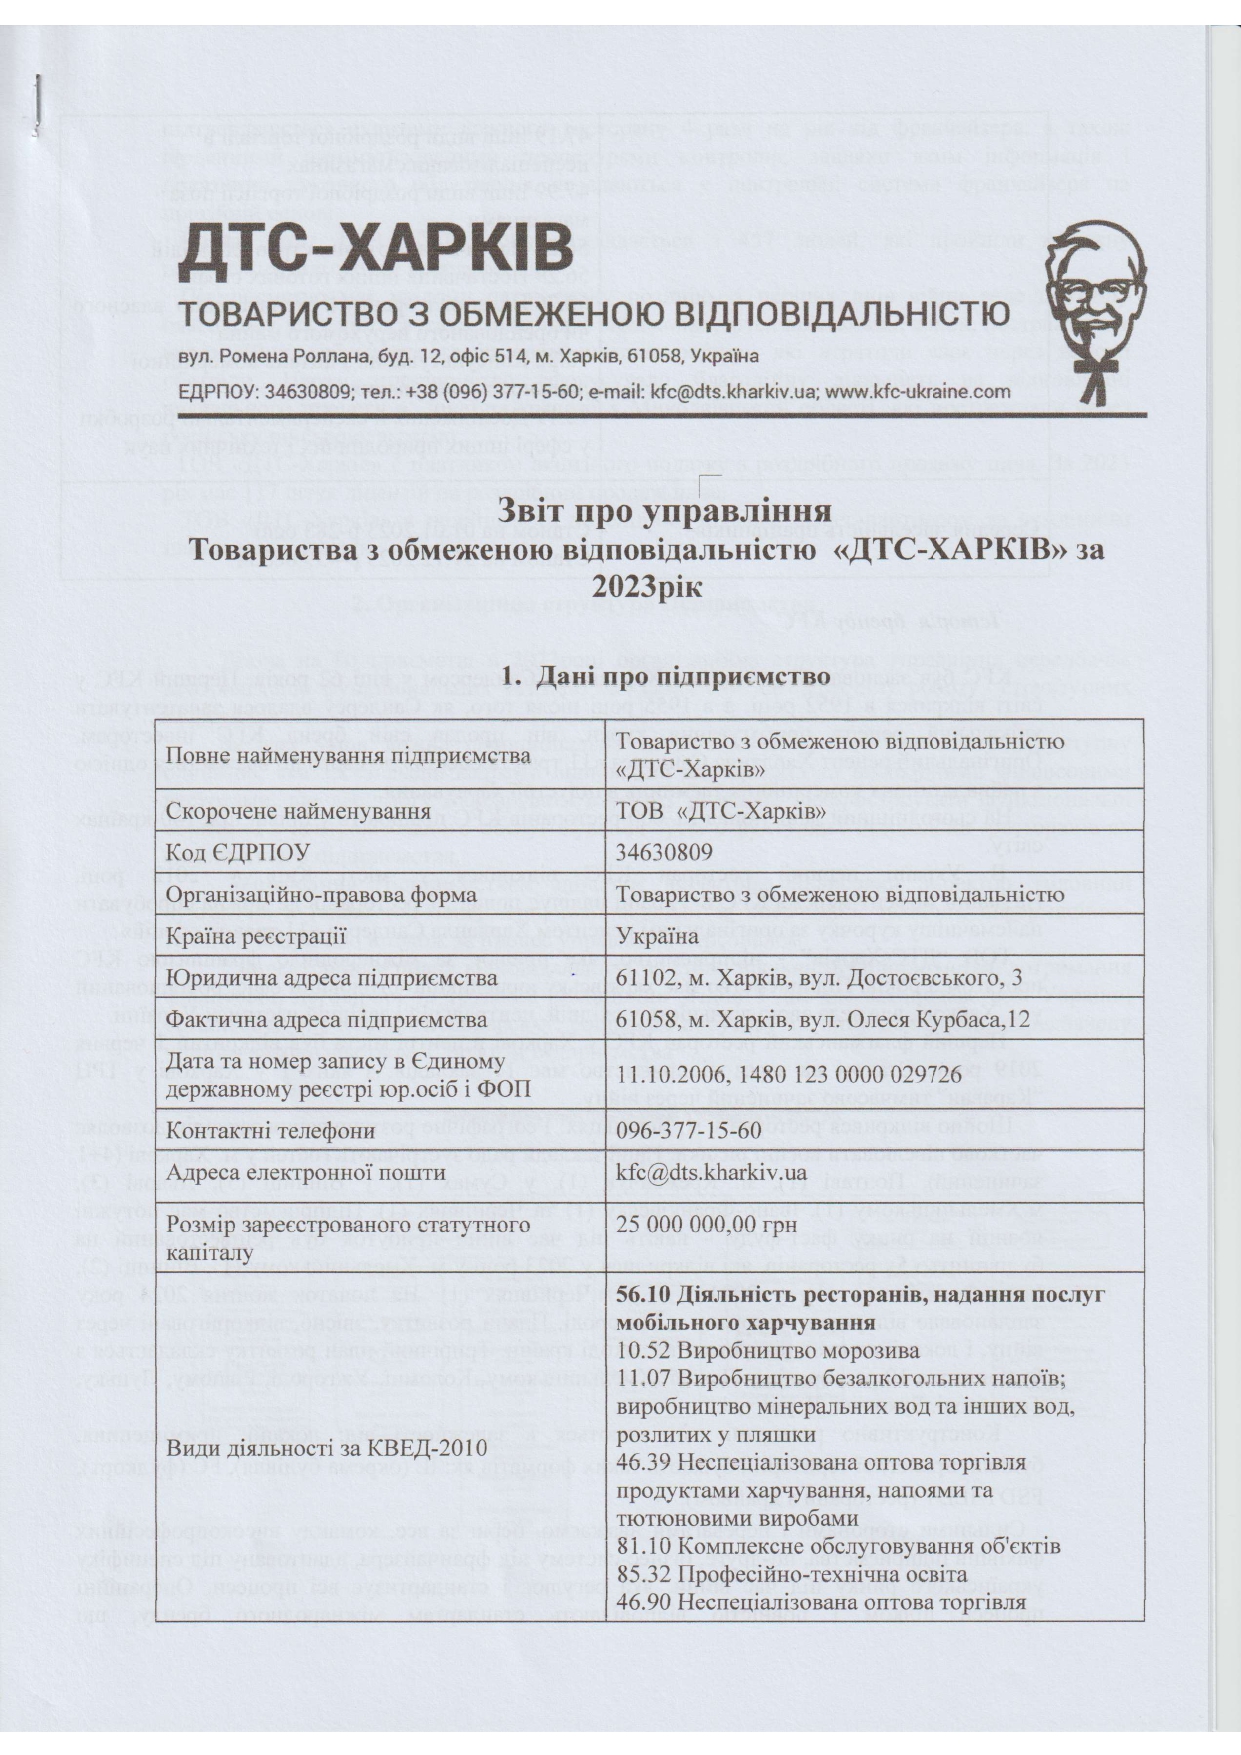 ДТС-ХАРКІВ
ТОВАРИСТВО З ОБМЕЖЕНОЮ ВІДПОВІДАЛЬНІСТЮ
вул. Ромена Роллана, буд. 12, офіс 514, м. Харків, 61058, Україна
ЕДРПОУ: 34630809; тел.: +38 (096) 377-15-60; e-mail: kfc@dts.kharkiv.ua; www.kfc-ukraine.com
Звіт про управління
Товариства з обмеженою відповідальністю «ДТС-ХАРКІВ» за
2023рік
1. Дані про підприємство
Повне найменування підприємства
Товариство з обмеженою відповідальністю
«ДТС-Харків»
Скорочене найменування
ТОВ «ДТС-Харків»
Код ЄДРПОУ
34630809
Організаційно-правова форма
Товариство з обмеженою відповідальністю
Країна реєстрації
Україна
Юридична адреса підприємства
61102, м. Харків, вул. Достоєвського, 3
Фактична адреса підприємства
61058, м. Харків, вул. Олеся Курбаса,12
Дата та номер запису в Єдиному
державному реєстрі юр.осіб і ФОП
11.10.2006, 1480 123 0000 029726
Контактні телефони
096-377-15-60
Адреса електронної пошти
kfc@dts.kharkiv.ua
Розмір зареєстрованого статутного
капіталу
25 000 000,00 грн
Види діяльності за КВЕД-2010
56.10 Діяльність ресторанів, надання послуг
мобільного харчування
10.52 Виробництво морозива
11.07 Виробництво безалкогольних напоїв;
виробництво мінеральних вод та інших вод,
розлитих у пляшки
46.39 Неспеціалізована оптова торгівля
продуктами харчування, напоями та
тютюновими виробами
81.10 Комплексне обслуговування об'єктів
85.32 Професійно-технічна освіта
46.90 Неспеціалізована оптова торгівля